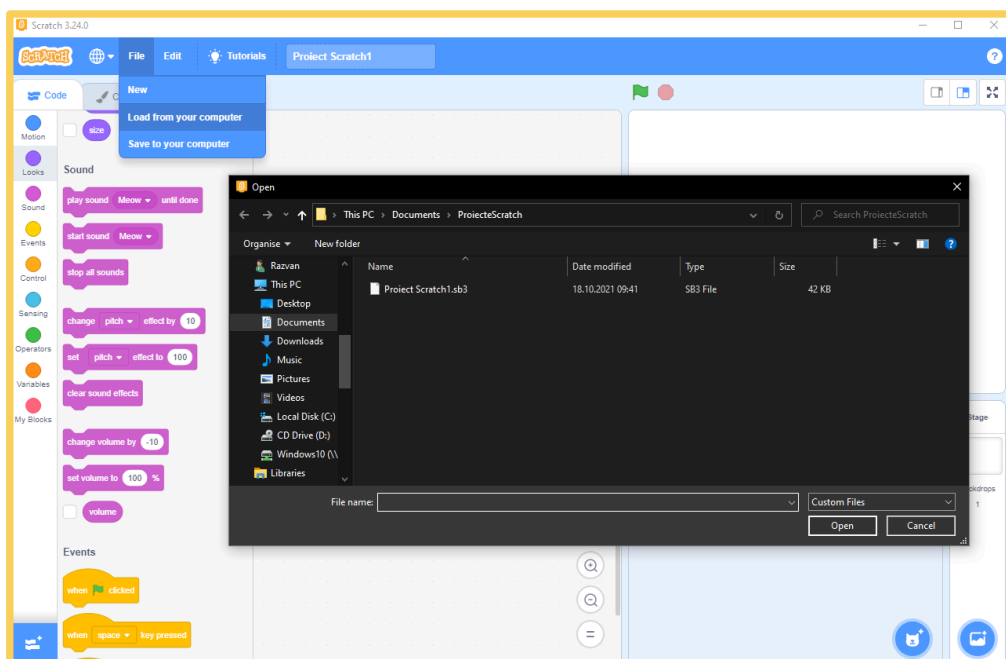 Scratch 3.24.0
SCRATCH
File
Edit
Tutorials
Proiect Scratch1
?
Code
C
New
Load from your computer
Save to your computer
Motion
Looks
Sound
Events
Control
Sensing
Operators
Variables
My Blocks
size
Sound
play sound Meow until done
start sound Meow
stop all sounds
change pitch effect by 10
set pitch effect to 100
clear sound effects
change volume by -10
set volume to 100 %
volume
Events
when clicked
when space key pressed
Open
This PC > Documents > ProiecteScratch
Search ProiecteScratch
Organise
New folder
?
Razvan
This PC
Desktop
Documents
Downloads
Music
Pictures
Videos
Local Disk (C:)
CD Drive (D:)
Windows10 (\\
Libraries
Name Date modified Type Size
Proiect Scratch1.sb3 18.10.2021 09:41 SB3 File 42 KB
File name:
Custom Files
Open
Cancel
Stage
ckdrops
1